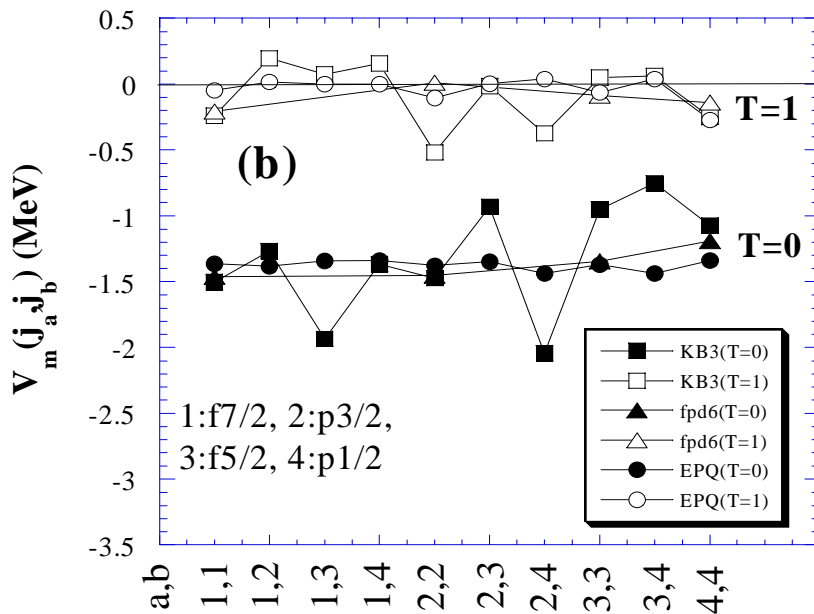 0.5
0
-0.5
-1
-1.5
-2
-2.5
-3
-3.5
V_m(j_a,j_b) (MeV)
(b)
T=1
T=0
1:f7/2, 2:p3/2,
3:f5/2, 4:p1/2
KB3(T=0)
KB3(T=1)
fpd6(T=0)
fpd6(T=1)
EPQ(T=0)
EPQ(T=1)
a,b
1,1
1,2
1,3
1,4
2,2
2,3
2,4
3,3
3,4
4,4